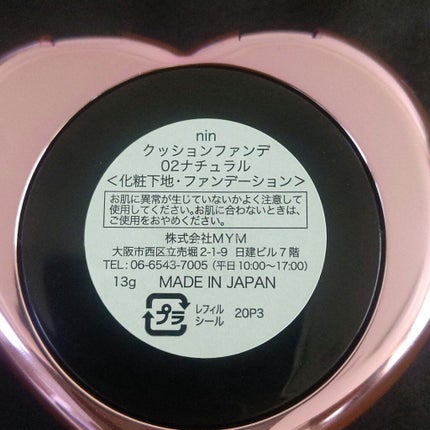 nin
クッションファンデ
02ナチュラル
＜化粧下地・ファンデーション＞
お肌に異常が生じていないかよく注意して
使用してください。お肌に合わないときは、
ご使用をおやめください。
株式会社MYM
大阪市西区立売堀2-1-9 日建ビル7階
TEL：06-6543-7005（平日10:00〜17:00）
13g MADE IN JAPAN
プラ レフィル 20P3
シール